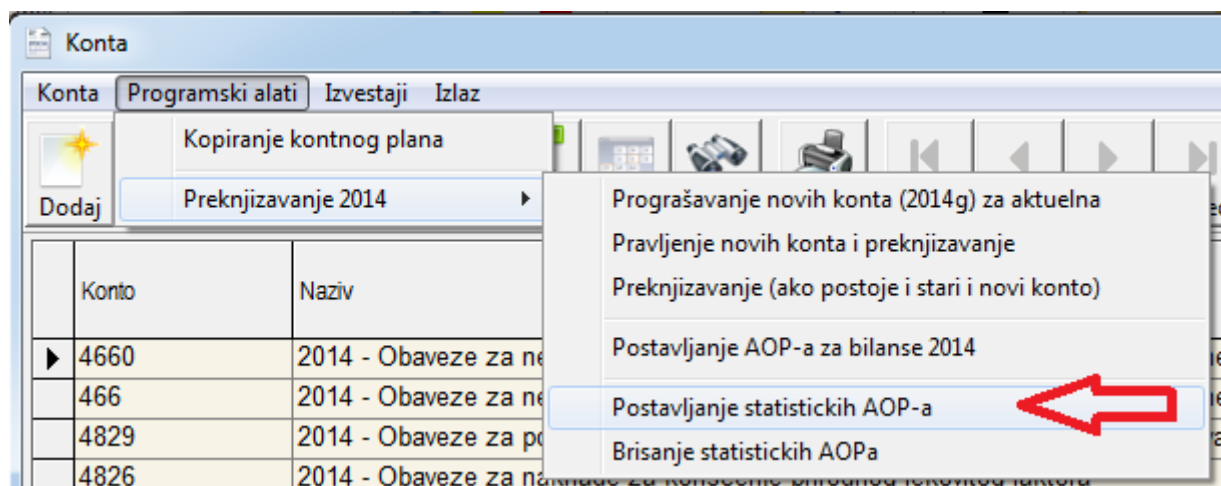 Konta
Konta Programski alati Izvestaji Izlaz
Kopiranje kontnog plana
Dodaj
Preknjizavanje 2014
Prograšavanje novih konta (2014g) za aktuelna
Pravljenje novih konta i preknjizavanje
Preknjizavanje (ako postoje i stari i novi konto)
Postavljanje AOP-a za bilanse 2014
Postavljanje statistickih AOP-a
Brisanje statistickih AOPa
Konto Naziv
4660 2014 - Obaveze za ne
466 2014 - Obaveze za ne
4829 2014 - Obaveze za po
4826 2014 - Obaveze za naknade za korišćenje prirodnog lekovitog faktora